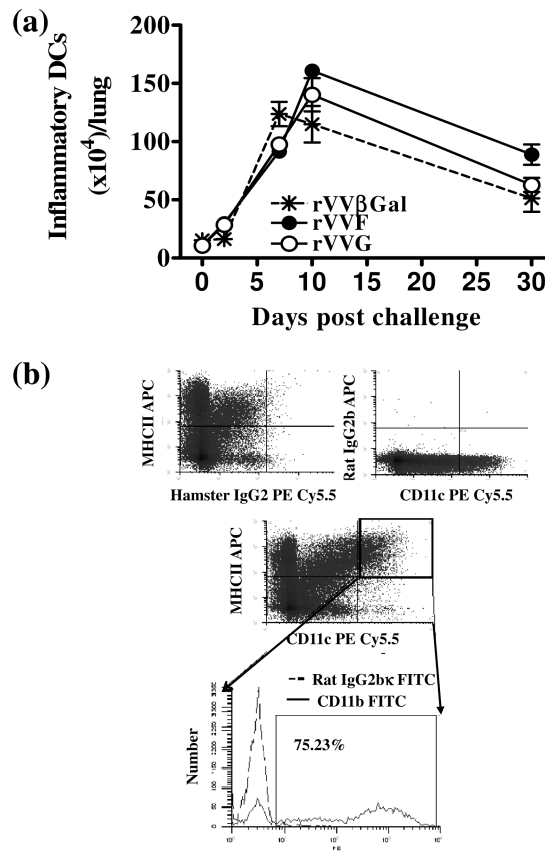 (a)
Inflammatory DCs
(x10⁴)/lung
200
150
100
50
0
rVVβGal
rVVF
rVVG
0 5 10 15 20 25 30
Days post challenge
(b)
MHCII APC
Hamster IgG2 PE Cy5.5
Rat IgG2b APC
CD11c PE Cy5.5
MHCII APC
CD11c PE Cy5.5
Rat IgG2bκ FITC
CD11b FITC
Number
75.23%